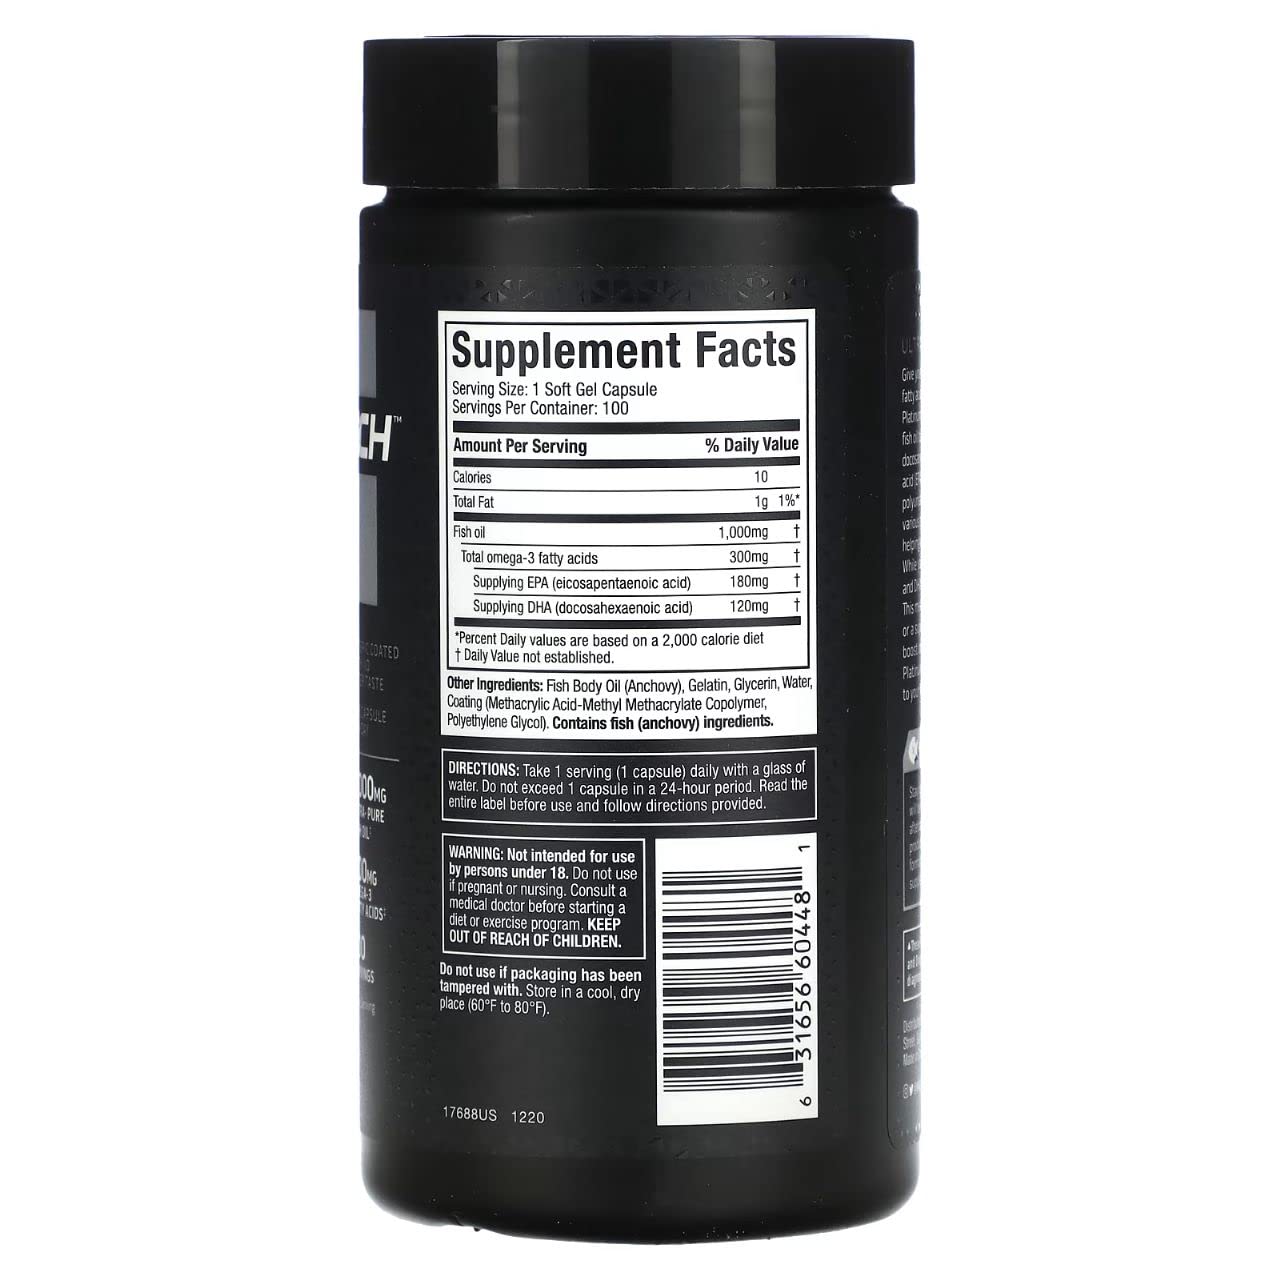 Supplement Facts
Serving Size: 1 Soft Gel Capsule
Servings Per Container: 100
Amount Per Serving % Daily Value
Calories 10
Total Fat 1g 1%*
Fish oil 1,000mg †
Total omega-3 fatty acids 300mg †
Supplying EPA (eicosapentaenoic acid) 180mg †
Supplying DHA (docosahexaenoic acid) 120mg †
*Percent Daily values are based on a 2,000 calorie diet
† Daily Value not established.
Other Ingredients: Fish Body Oil (Anchovy), Gelatin, Glycerin, Water,
Coating (Methacrylic Acid-Methyl Methacrylate Copolymer,
Polyethylene Glycol). Contains fish (anchovy) ingredients.
DIRECTIONS: Take 1 serving (1 capsule) daily with a glass of
water. Do not exceed 1 capsule in a 24-hour period. Read the
entire label before use and follow directions provided.
WARNING: Not intended for use
by persons under 18. Do not use
if pregnant or nursing. Consult a
medical doctor before starting a
diet or exercise program. KEEP
OUT OF REACH OF CHILDREN.
Do not use if packaging has been
tampered with. Store in a cool, dry
place (60°F to 80°F).
17688US 1220
6 31656 60448 1